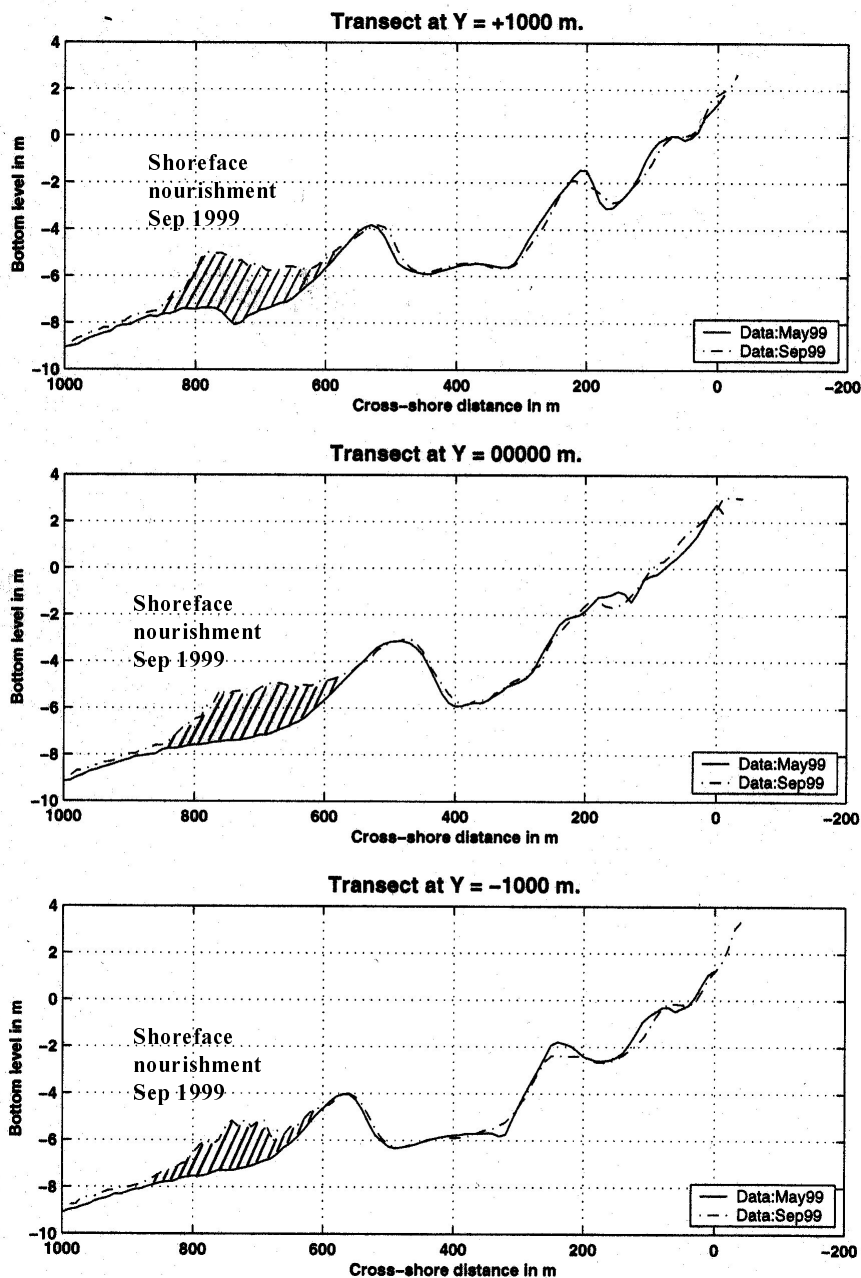 Transect at Y = +1000 m.
4
2
0
−2
−4
−6
−8
−10
Bottom level in m
Shoreface
nourishment
Sep 1999
Data:May99
Data:Sep99
1000
800
600
400
200
0
−200
Cross−shore distance in m
Transect at Y = 00000 m.
4
2
0
−2
−4
−6
−8
−10
Bottom level in m
Shoreface
nourishment
Sep 1999
Data:May99
Data:Sep99
1000
800
600
400
200
0
−200
Cross−shore distance in m
Transect at Y = −1000 m.
4
2
0
−2
−4
−6
−8
−10
Bottom level in m
Shoreface
nourishment
Sep 1999
Data:May99
Data:Sep99
1000
800
600
400
200
0
−200
Cross−shore distance in m